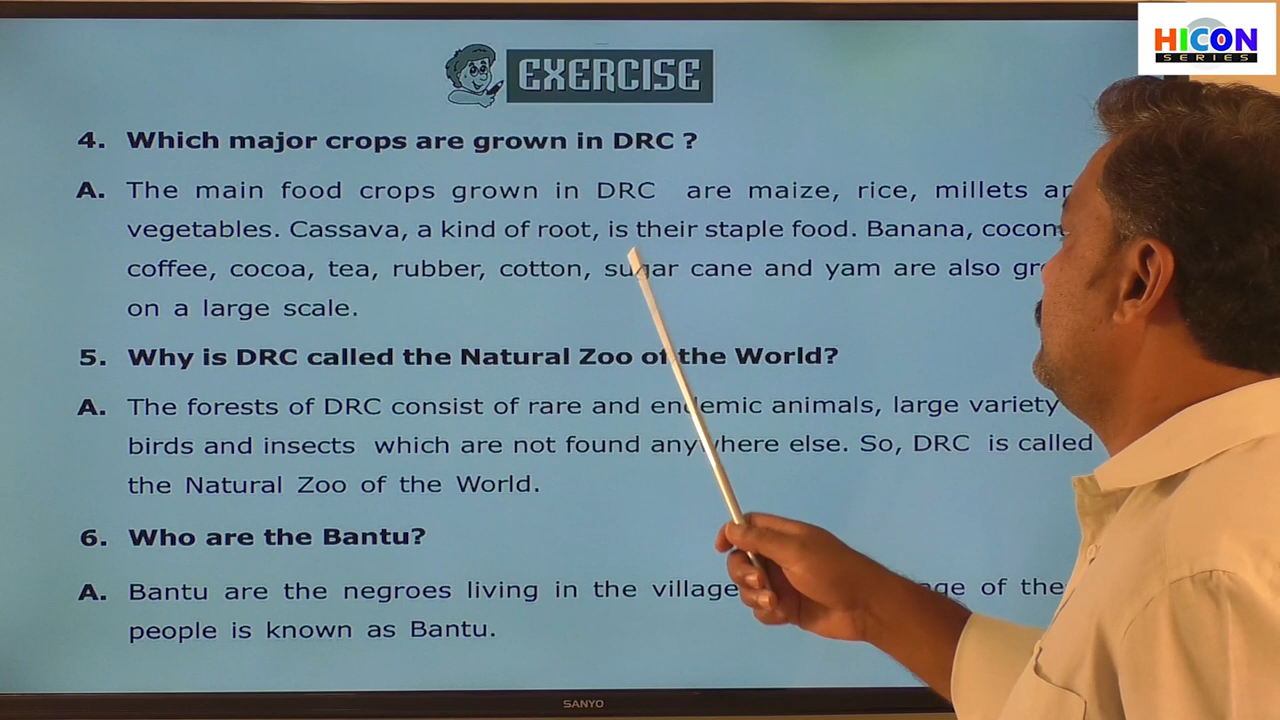 HICON
SERIES
EXERCISE
4. Which major crops are grown in DRC ?
A. The main food crops grown in DRC are maize, rice, millets
vegetables. Cassava, a kind of root, is their staple food. Banana,
coffee, cocoa, tea, rubber, cotton, sugar cane and yam are also
on a large scale.
5. Why is DRC called the Natural Zoo of the World?
A. The forests of DRC consist of rare and endemic animals, large variety
birds and insects which are not found anywhere else. So, DRC is called
the Natural Zoo of the World.
6. Who are the Bantu?
A. Bantu are the negroes living in the of
people is known as Bantu.
SANYO